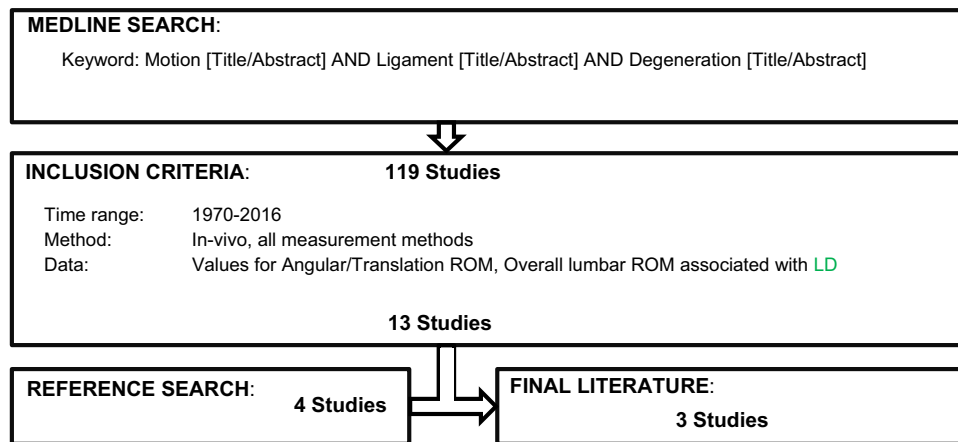 MEDLINE SEARCH:
Keyword: Motion [Title/Abstract] AND Ligament [Title/Abstract] AND Degeneration [Title/Abstract]
INCLUSION CRITERIA: 119 Studies
Time range: 1970-2016
Method: In-vivo, all measurement methods
Data: Values for Angular/Translation ROM, Overall lumbar ROM associated with LD
13 Studies
REFERENCE SEARCH:
4 Studies
FINAL LITERATURE:
3 Studies